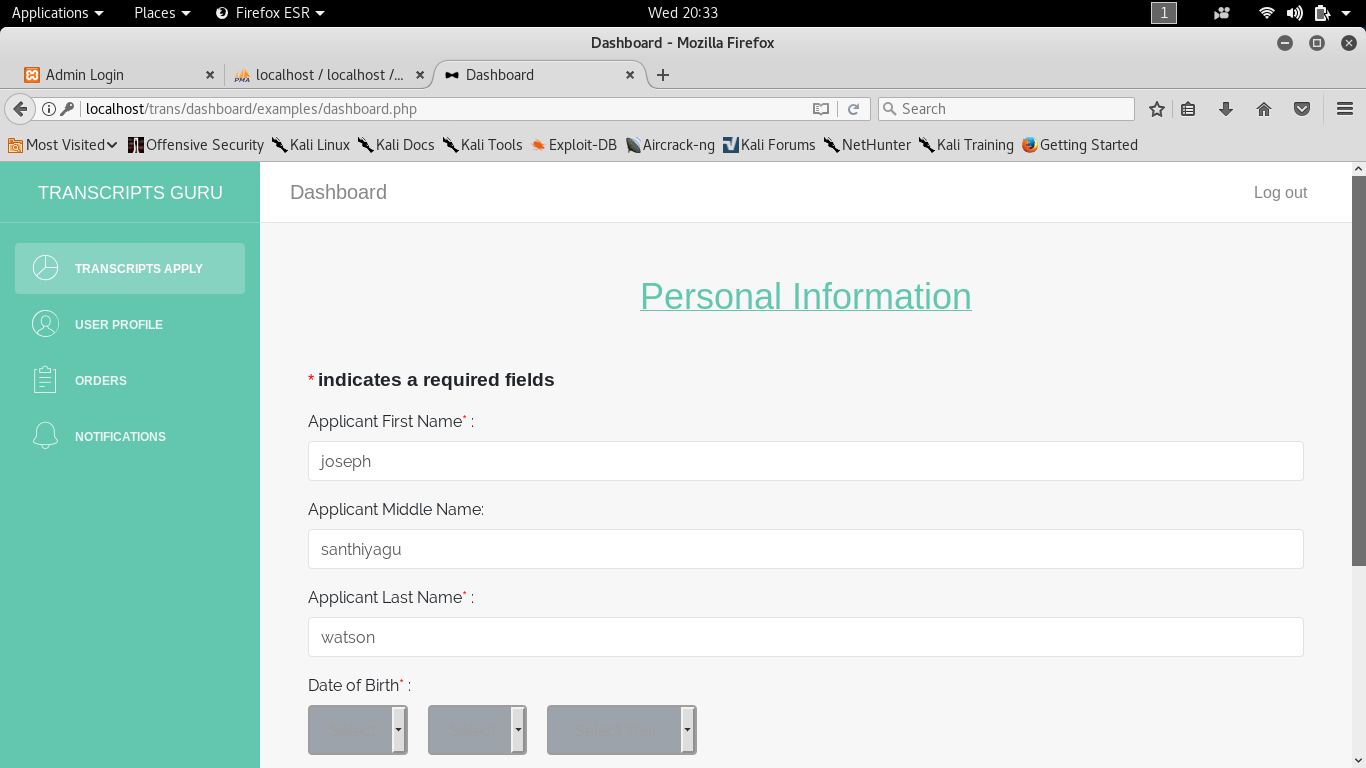 Applications Places Firefox ESR Wed 20:33 1
Dashboard - Mozilla Firefox
Admin Login localhost / localhost /... Dashboard
localhost/trans/dashboard/examples/dashboard.php Search
Most Visited Offensive Security Kali Linux Kali Docs Kali Tools Exploit-DB Aircrack-ng Kali Forums NetHunter Kali Training Getting Started
TRANSCRIPTS GURU Dashboard Log out
TRANSCRIPTS APPLY
USER PROFILE
ORDERS
NOTIFICATIONS
Personal Information
* indicates a required fields
Applicant First Name* :
joseph
Applicant Middle Name:
santhiyagu
Applicant Last Name* :
watson
Date of Birth* :